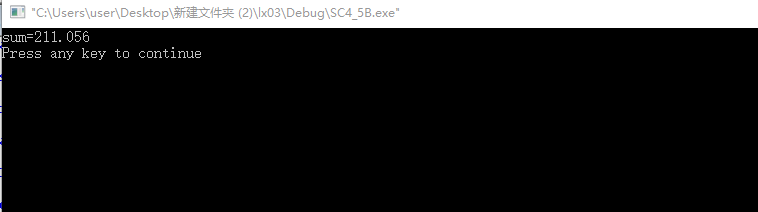 "C:\Users\user\Desktop\新建文件夹 (2)\lx03\Debug\SC4_5B.exe"
sum=211.056
Press any key to continue